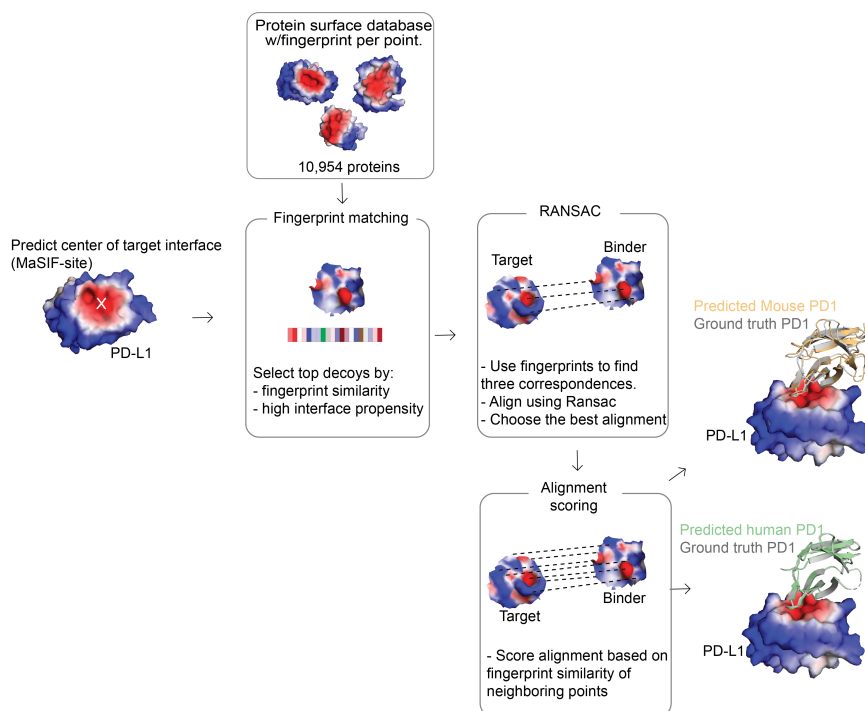 Protein surface database
w/fingerprint per point.
10,954 proteins
Predict center of target interface
(MaSIF-site)
X
PD-L1
Fingerprint matching
Select top decoys by:
- fingerprint similarity
- high interface propensity
RANSAC
Target
Binder
- Use fingerprints to find
three correspondences.
- Align using Ransac
- Choose the best alignment
Alignment
scoring
Target
Binder
- Score alignment based on
fingerprint similarity of
neighboring points
Predicted Mouse PD1
Ground truth PD1
PD-L1
Predicted human PD1
Ground truth PD1
PD-L1